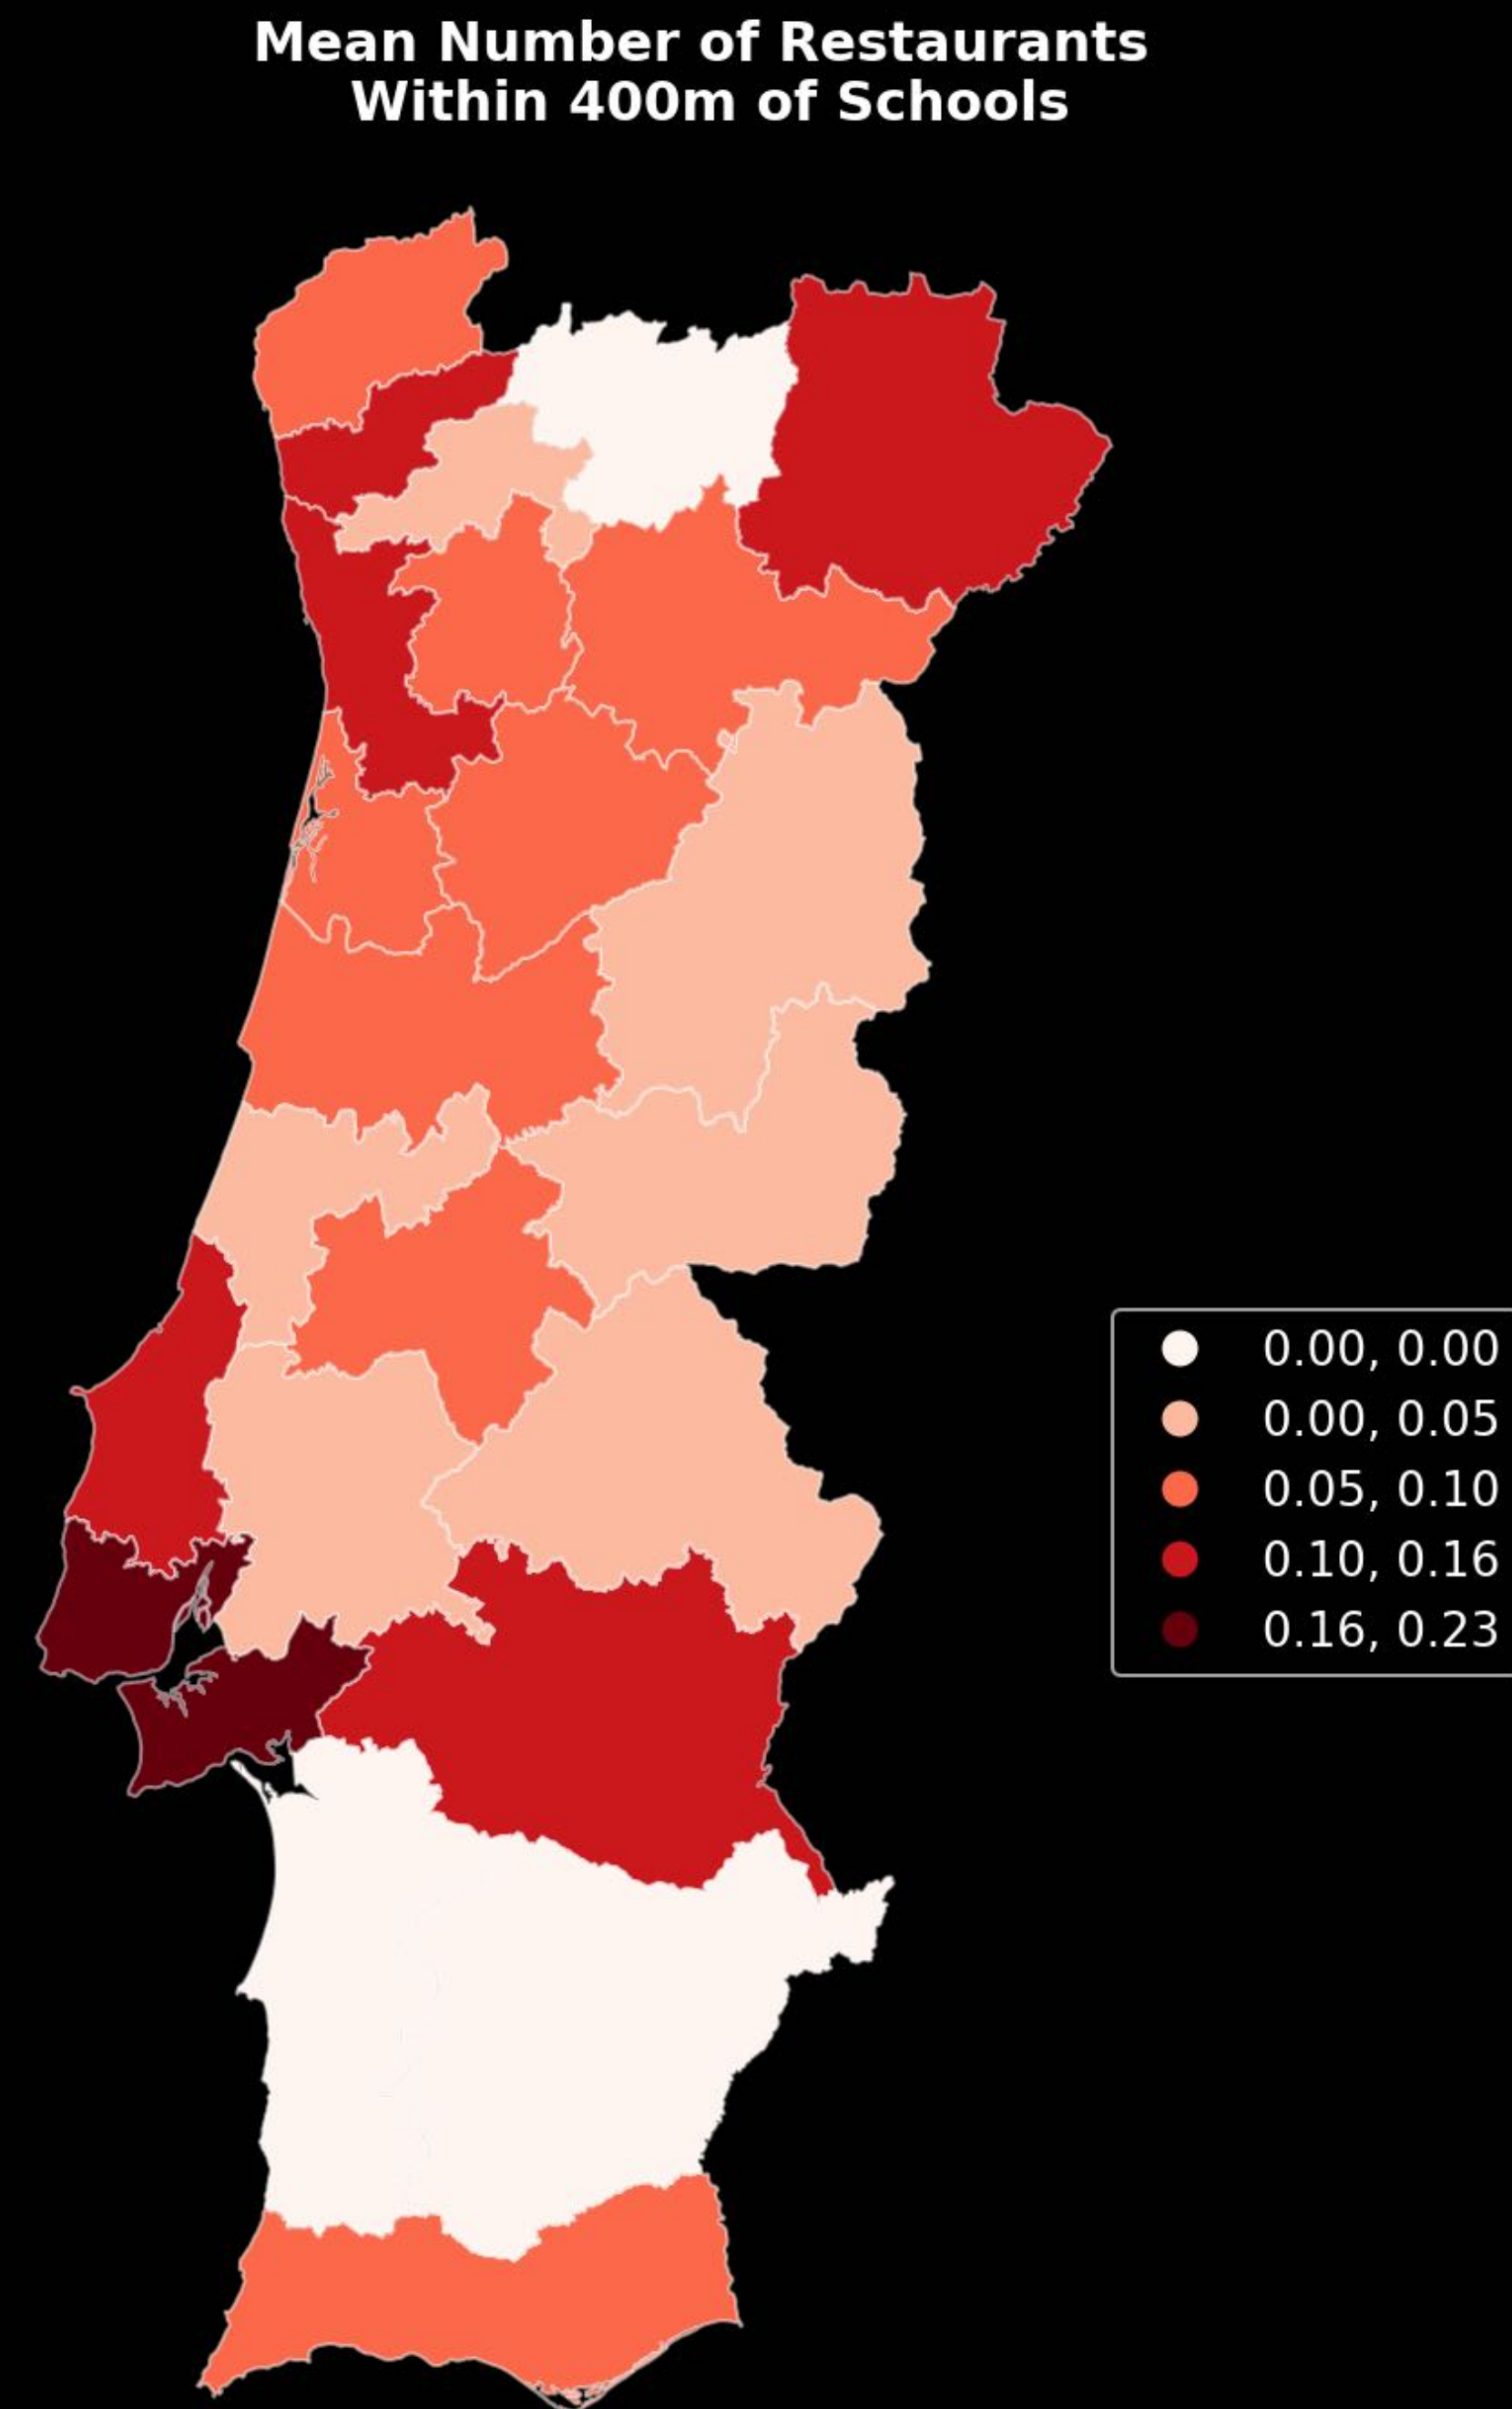 Mean Number of Restaurants
Within 400m of Schools
0.00, 0.00
0.00, 0.05
0.05, 0.10
0.10, 0.16
0.16, 0.23